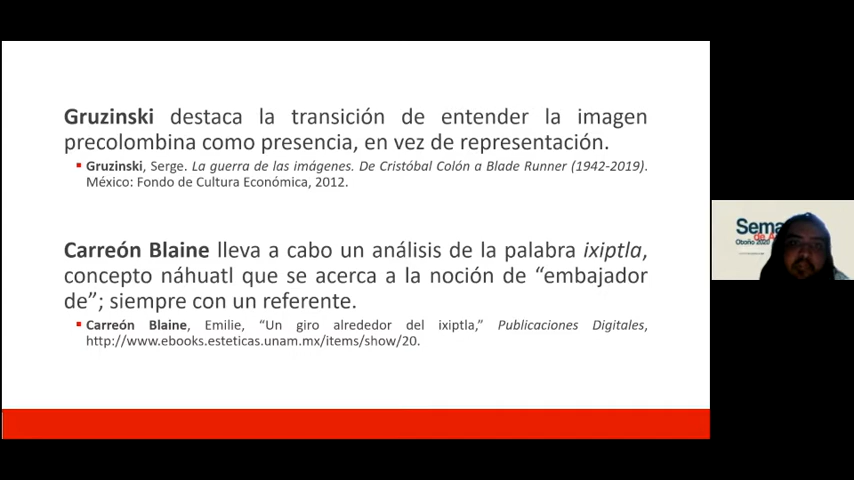 Gruzinski destaca la transición de entender la imagen
precolombina como presencia, en vez de representación.
Gruzinski, Serge. La guerra de las imágenes. De Cristóbal Colón a Blade Runner (1942-2019).
México: Fondo de Cultura Económica, 2012.
Carreón Blaine lleva a cabo un análisis de la palabra ixiptla,
concepto náhuatl que se acerca a la noción de “embajador
de”; siempre con un referente.
Carreón Blaine, Emilie, “Un giro alrededor del ixiptla,” Publicaciones Digitales,
http://www.ebooks.esteticas.unam.mx/items/show/20.
Otoño 2020